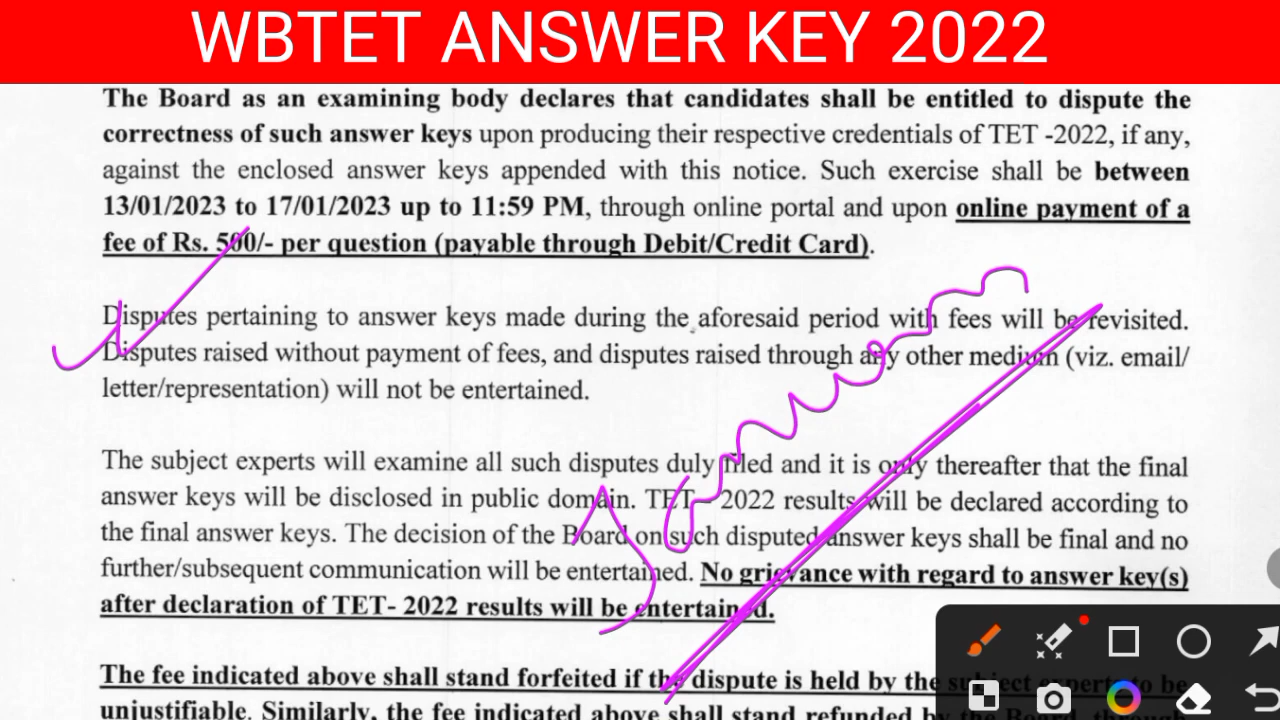 WBTET ANSWER KEY 2022
The Board as an examining body declares that candidates shall be entitled to dispute the
correctness of such answer keys upon producing their respective credentials of TET -2022, if any,
against the enclosed answer keys appended with this notice. Such exercise shall be between
13/01/2023 to 17/01/2023 up to 11:59 PM, through online portal and upon online payment of a
fee of Rs. 500/- per question (payable through Debit/Credit Card).
Disputes pertaining to answer keys made during the aforesaid period with fees will be revisited.
Disputes raised without payment of fees, and disputes raised through any other medium (viz. email/
letter/representation) will not be entertained.
The subject experts will examine all such disputes duly filed and it is only thereafter that the final
answer keys will be disclosed in public domain. TET- 2022 results will be declared according to
the final answer keys. The decision of the Board on such disputed answer keys shall be final and no
further/subsequent communication will be entertained. No grievance with regard to answer key(s)
after declaration of TET- 2022 results will be entertained.
The fee indicated above shall stand forfeited if the dispute is held by the subject experts to be
unjustifiable. Similarly, the fee indicated above shall stand refunded by the Board, through